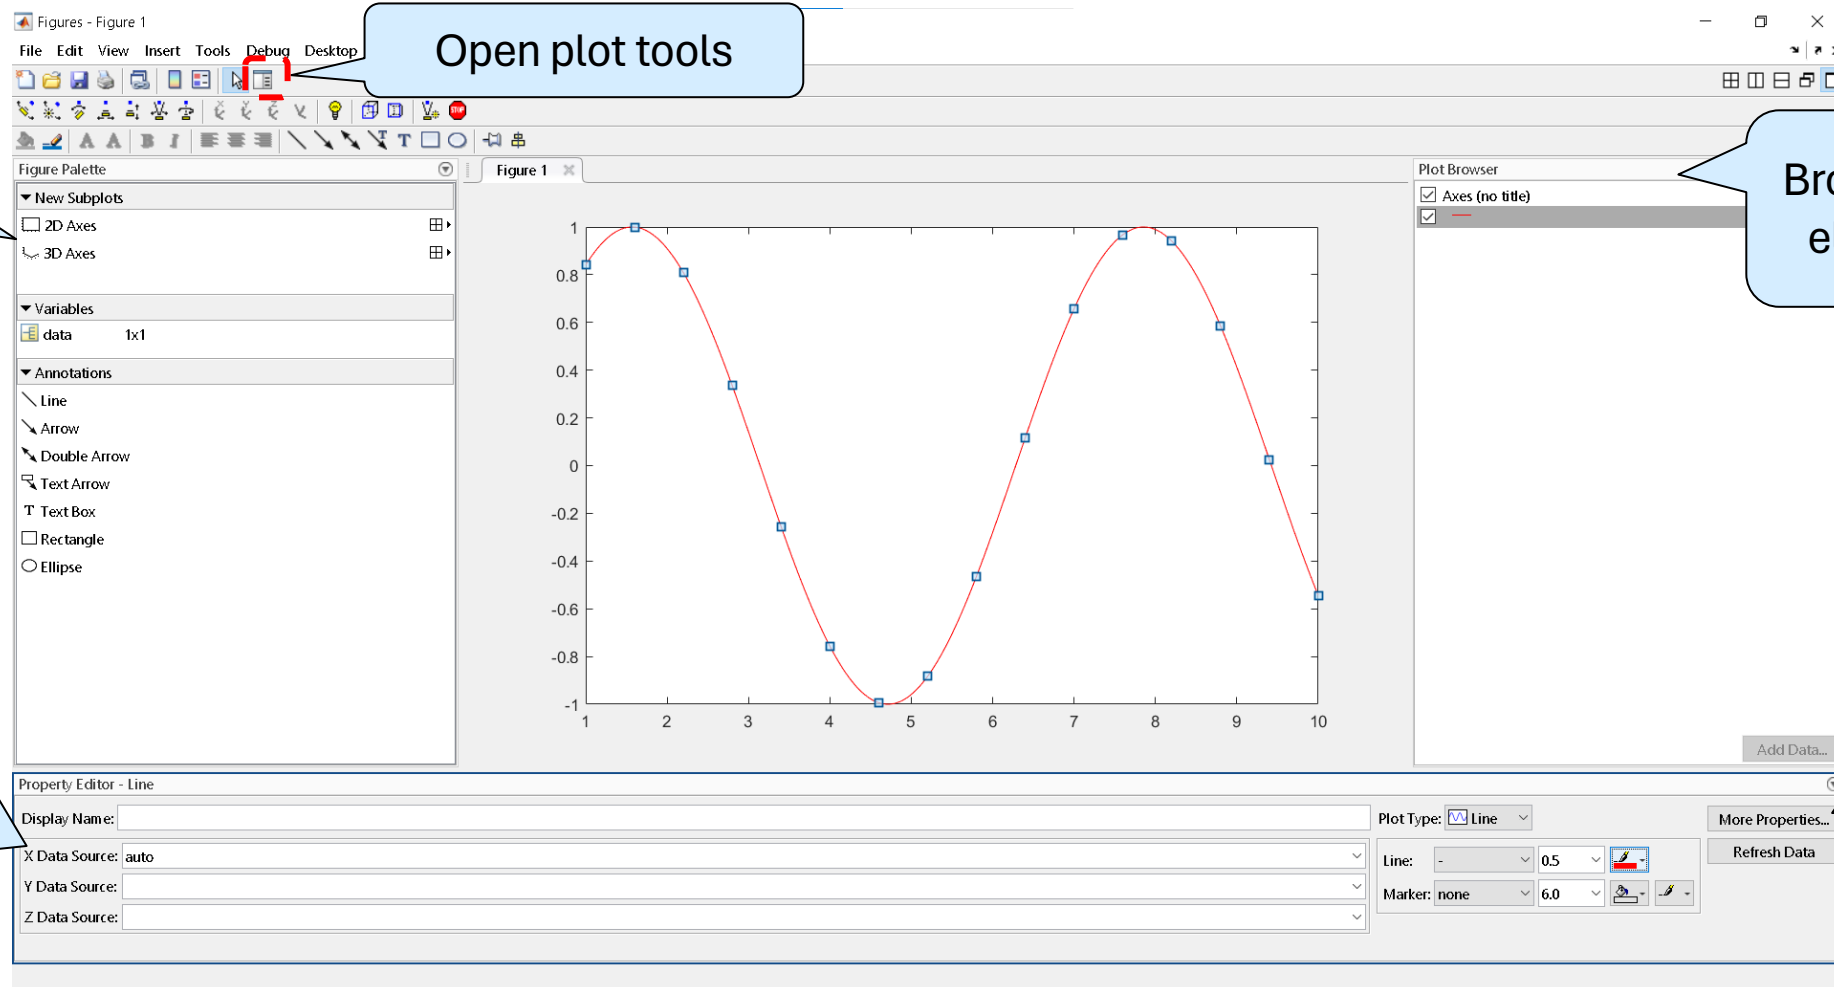 Figures - Figure 1
File Edit View Insert Tools Debug Desktop
Open plot tools
Figure Palette
Figure 1
Plot Browser
New Subplots
2D Axes
3D Axes
Variables
data 1x1
Annotations
Line
Arrow
Double Arrow
Text Arrow
T Text Box
Rectangle
Ellipse
1
0.8
0.6
0.4
0.2
0
-0.2
-0.4
-0.6
-0.8
-1
1 2 3 4 5 6 7 8 9 10
Axes (no title)
Add Data...
Property Editor - Line
Display Name:
Plot Type: Line
More Properties...
X Data Source: auto
Line: - 0.5
Refresh Data
Y Data Source:
Marker: none 6.0
Z Data Source: